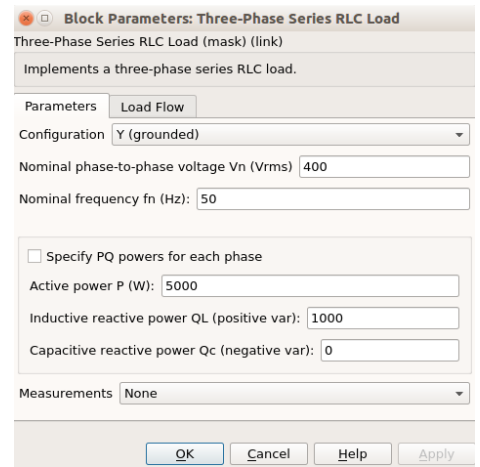 Block Parameters: Three-Phase Series RLC Load
Three-Phase Series RLC Load (mask) (link)
Implements a three-phase series RLC load.
Parameters Load Flow
Configuration Y (grounded)
Nominal phase-to-phase voltage Vn (Vrms) 400
Nominal frequency fn (Hz): 50
Specify PQ powers for each phase
Active power P (W): 5000
Inductive reactive power QL (positive var): 1000
Capacitive reactive power Qc (negative var): 0
Measurements None
OK Cancel Help Apply